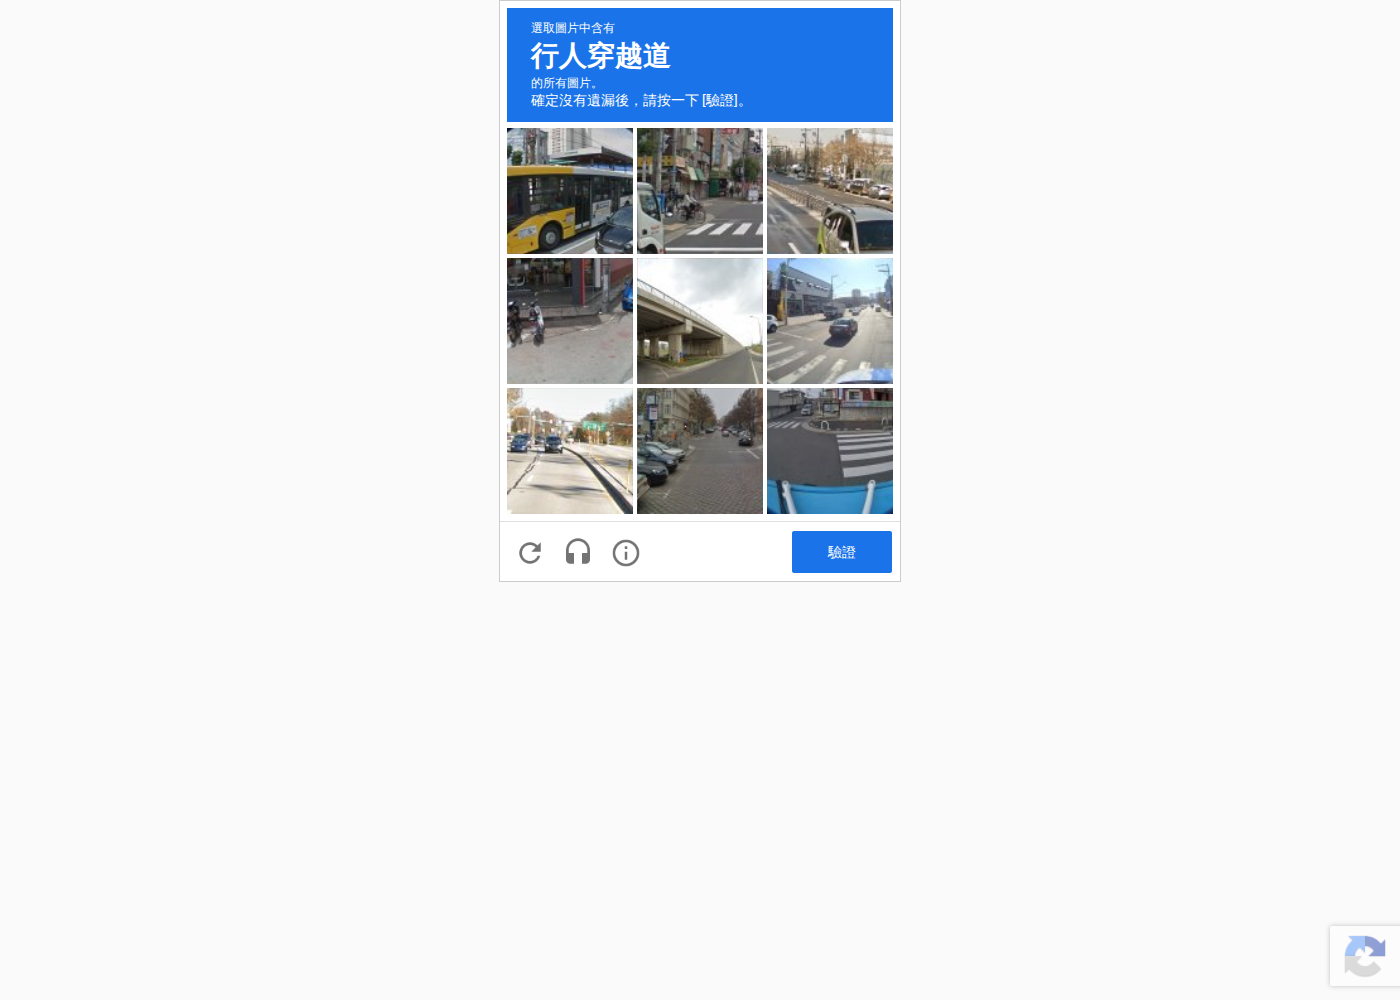 選取圖片中含有
行人穿越道
的所有圖片。
確定沒有遺漏後，請按一下 [驗證]。
驗證